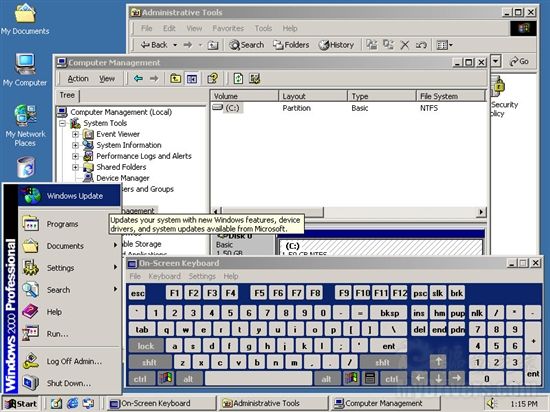 My Documents
My Computer
My Network
Places
Administrative Tools
File Edit View Favorites Tools Help
Back Search Folders History
Go
Security
olicy
Computer Management
Action View
Tree
Computer Management (Local)
System Tools
Event Viewer
System Information
Performance Logs and Alerts
Shared Folders
Device Manager
ers and Groups
nagement
able Storage
d Applications
Volume Layout Type File System
(C:) Partition Basic NTFS
Disk 0
Basic
1.50 GB
(C:)
1.50 GB NTFS
Windows 2000 Professional
Windows Update
Updates your system with new Windows features, device
drivers, and system updates available from Microsoft.
Programs
Documents
Settings
Search
Help
Run...
Log Off Admin...
Shut Down...
On-Screen Keyboard
File Keyboard Settings Help
esc F1 F2 F3 F4 F5 F6 F7 F8 F9 F10 F11 F12 psc slk brk
` 1 2 3 4 5 6 7 8 9 0 - = bksp ins hm pup nlk / * -
tab q w e r t y u i o p [ ] \ del end pdn 7 8 9 +
lock a s d f g h j k l ; ' ent 4 5 6
shft z x c v b n m , . / shft ↑ 1 2 3 ent
ctrl alt alt ctrl ← ↓ → 0 .
Start On-Screen Keyboard Administrative Tools Computer Management 1:15 PM